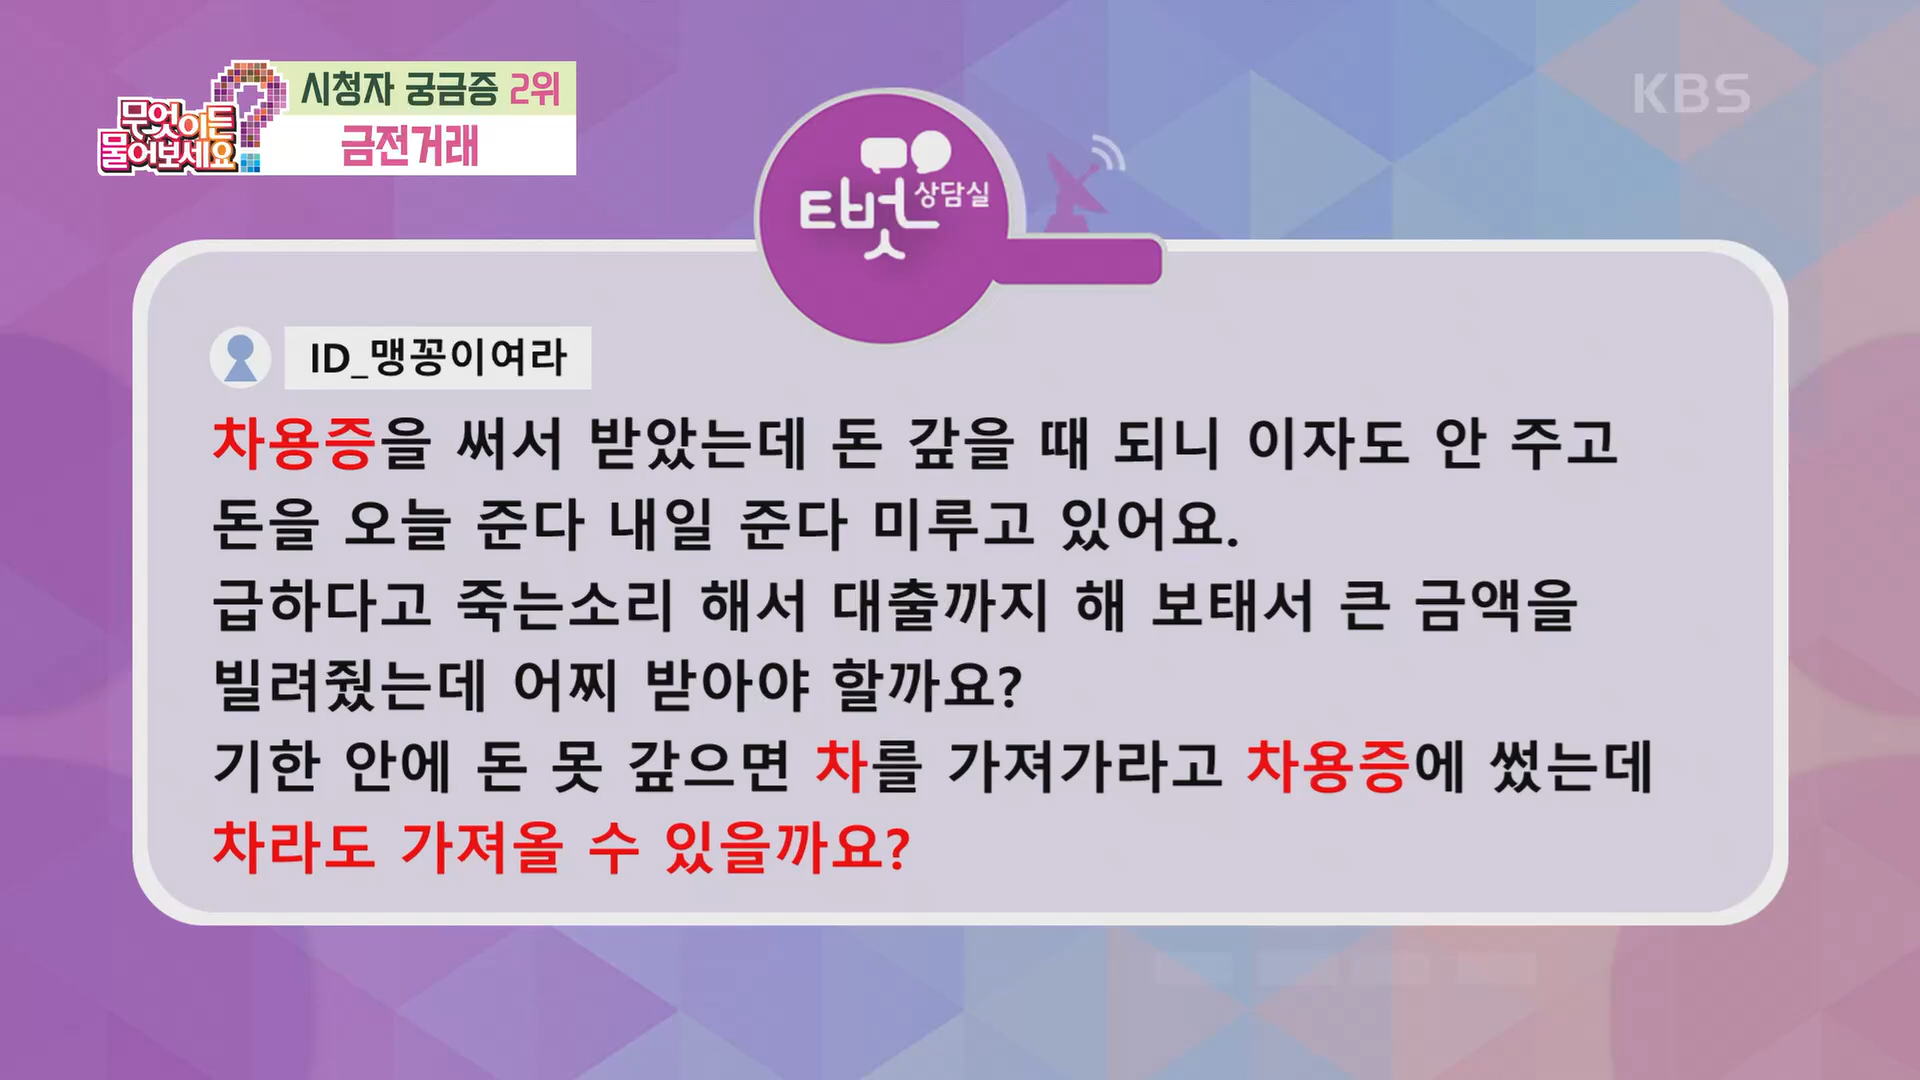 무엇이든
물어보세요
시청자 궁금증 2위
금전거래
KBS
티벗 상담실
ID_맹꽁이여라
차용증을 써서 받았는데 돈 갚을 때 되니 이자도 안 주고
돈을 오늘 준다 내일 준다 미루고 있어요.
급하다고 죽는소리 해서 대출까지 해 보태서 큰 금액을
빌려줬는데 어찌 받아야 할까요?
기한 안에 돈 못 갚으면 차를 가져가라고 차용증에 썼는데
차라도 가져올 수 있을까요?